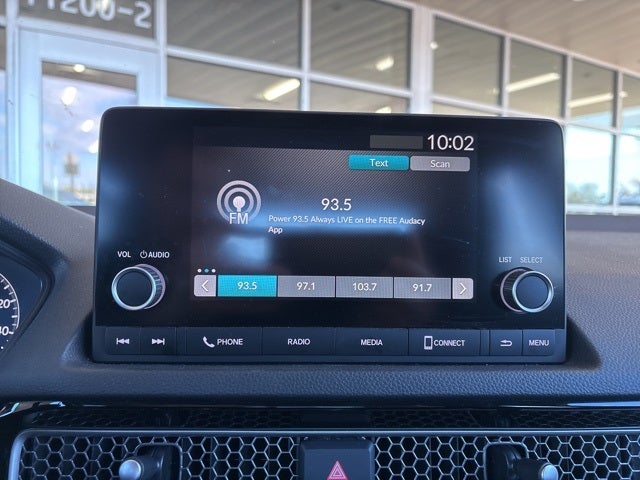 11200-2
10:02
Text Scan
FM
93.5
Power 93.5 Always LIVE on the FREE Audacy
App
VOL AUDIO
LIST SELECT
93.5 97.1 103.7 91.7
PHONE RADIO MEDIA CONNECT MENU